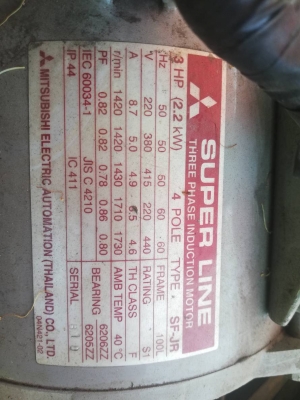 SUPER LINE
THREE PHASE INDUCTION MOTOR
3 HP (2.2 kW) 4 POLE TYPE SF-JR
Hz 50 50 50 60 60 FRAME 100L
V 220 380 415 220 440 RATING S1
A 8.7 5.0 4.9 8.5 4.6 TH CLASS F
r/min 1420 1420 1430 1710 1730 AMB TEMP 40°C
PF 0.82 0.82 0.78 0.86 0.80 BEARING 6206ZZ
IEC 60034-1 JIS C 4210 6205ZZ
IP 44 IC 411 SERIAL
MITSUBISHI ELECTRIC AUTOMATION (THAILAND) CO., LTD.